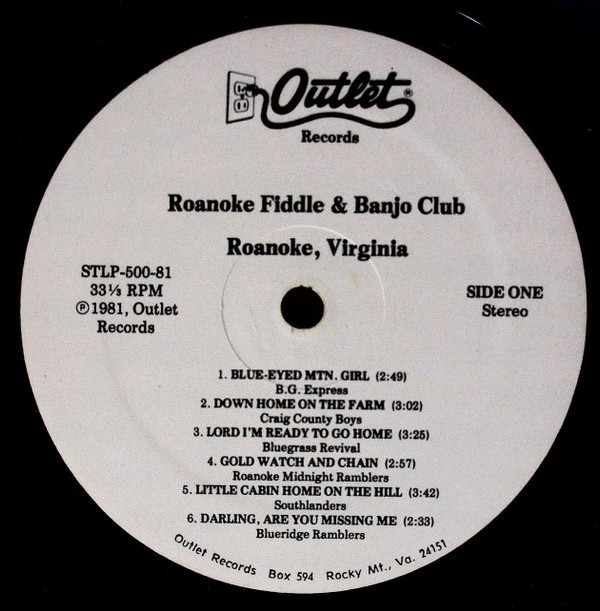 Outlet®
Records
Roanoke Fiddle & Banjo Club
Roanoke, Virginia
STLP-500-81
33⅓ RPM
℗1981, Outlet
Records
SIDE ONE
Stereo
1. BLUE-EYED MTN. GIRL (2:49)
B.G. Express
2. DOWN HOME ON THE FARM (3:02)
Craig County Boys
3. LORD I'M READY TO GO HOME (3:25)
Bluegrass Revival
4. GOLD WATCH AND CHAIN (2:57)
Roanoke Midnight Ramblers
5. LITTLE CABIN HOME ON THE HILL (3:42)
Southlanders
6. DARLING, ARE YOU MISSING ME (2:33)
Blueridge Ramblers
Outlet Records Box 594 Rocky Mt., Va. 24151